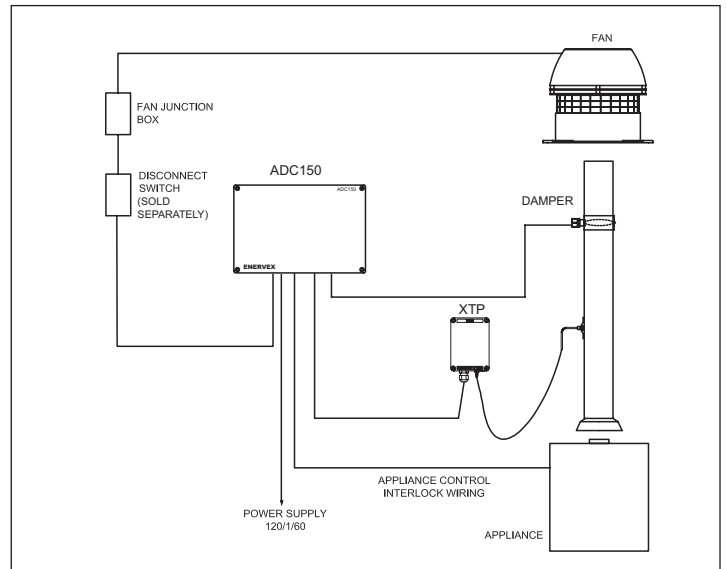 FAN
FAN JUNCTION
BOX
DISCONNECT
SWITCH
(SOLD
SEPARATELY)
ADC150
ADC150
ENERVEX
DAMPER
XTP
APPLIANCE CONTROL
INTERLOCK WIRING
POWER SUPPLY
120/1/60
APPLIANCE